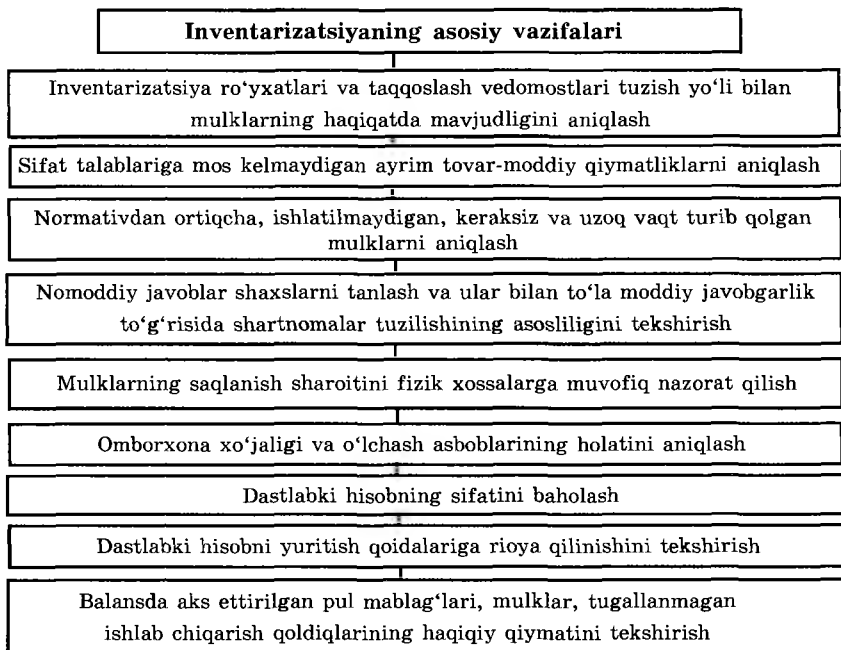 Inventarizatsiyaning asosiy vazifalari
Inventarizatsiya ro‘yxatlari va taqqoslash vedomostlari tuzish yo‘li bilan
mulklarning haqiqatda mavjudligini aniqlash
Sifat talablariga mos kelmaydigan ayrim tovar-moddiy qiymatliklarni aniqlash
Normativdan ortiqcha, ishlatilmaydigan, keraksiz va uzoq vaqt turib qolgan
mulklarni aniqlash
Nomoddiy javoblar shaxslarni tanlash va ular bilan to‘la moddiy javobgarlik
to‘g‘risida shartnomalar tuzilishining asosliligini tekshirish
Mulklarning saqlanish sharoitini fizik xossalarga muvofiq nazorat qilish
Omborxona xo‘jaligi va o‘lchash asboblarining holatini aniqlash
Dastlabki hisobning sifatini baholash
Dastlabki hisobni yuritish qoidalariga rioya qilinishini tekshirish
Balansda aks ettirilgan pul mablag‘lari, mulklar, tugallanmagan
ishlab chiqarish qoldiqlarining haqiqiy qiymatini tekshirish